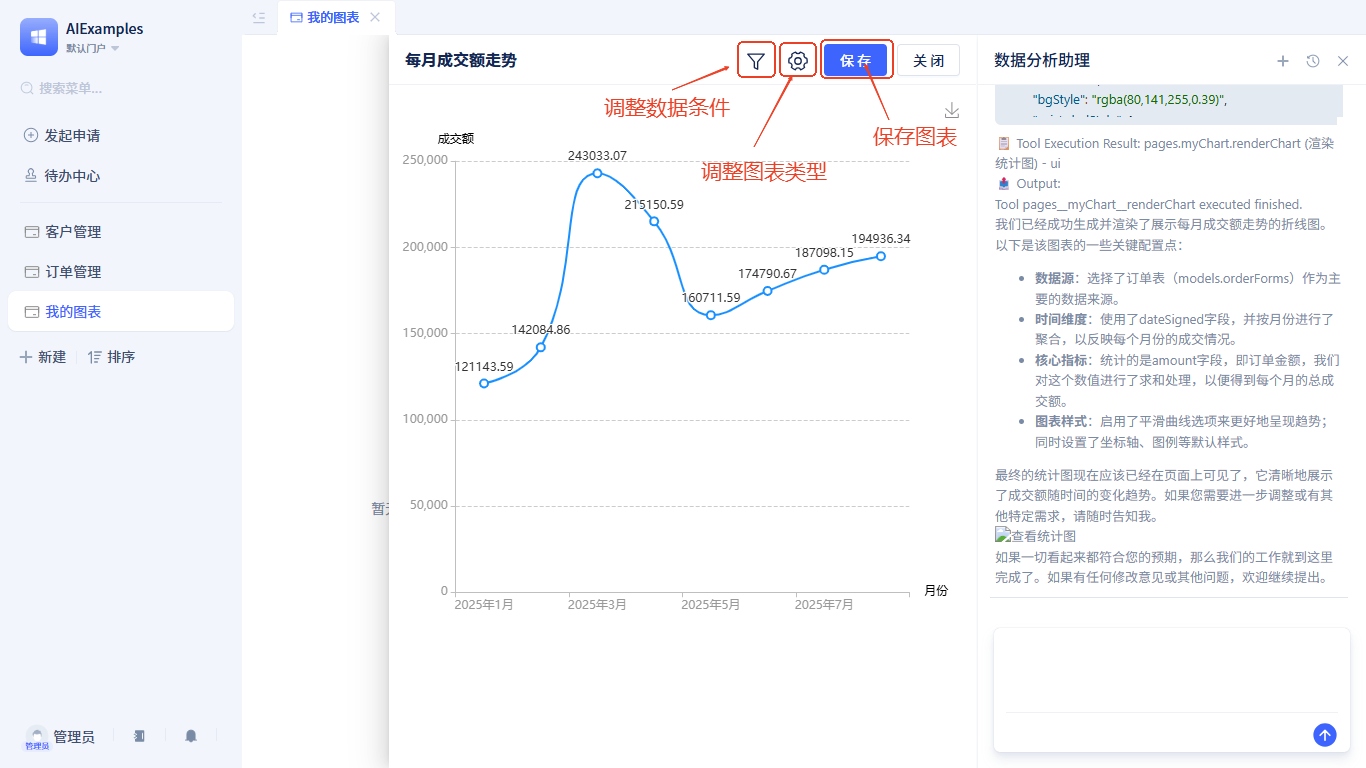 AIExamples
默认门户
搜索菜单...
发起申请
待办中心
客户管理
订单管理
我的图表
新建
排序
管理员
管理员
我的图表
每月成交额走势
保 存
关 闭
调整数据条件
保存图表
调整图表类型
成交额
250,000
200,000
150,000
100,000
50,000
0
121143.59
142084.86
243033.07
215150.59
160711.59
174790.67
187098.15
194936.34
2025年1月
2025年3月
2025年5月
2025年7月
月份
数据分析助理
"bgStyle": "rgba(80,141,255,0.39)",
Tool Execution Result: pages.myChart.renderChart (渲染
统计图) - ui
Output:
Tool pages__myChart__renderChart executed finished.
我们已经成功生成并渲染了展示每月成交额走势的折线图。
以下是该图表的一些关键配置点：
数据源：选择了订单表（models.orderForms）作为主
要的数据来源。
时间维度：使用了dateSigned字段，并按月份进行了
聚合，以反映每个月份的成交情况。
核心指标：统计的是amount字段，即订单金额，我们
对这个数值进行了求和处理，以便得到每个月的总成
交额。
图表样式：启用了平滑曲线选项来更好地呈现趋势；
同时设置了坐标轴、图例等默认样式。
最终的统计图现在应该已经在页面上可见了，它清晰地展示
了成交额随时间的变化趋势。如果您需要进一步调整或有其
他特定需求，请随时告知我。
查看统计图
如果一切看起来都符合您的预期，那么我们的工作就到这里
完成了。如果有任何修改意见或其他问题，欢迎继续提出。